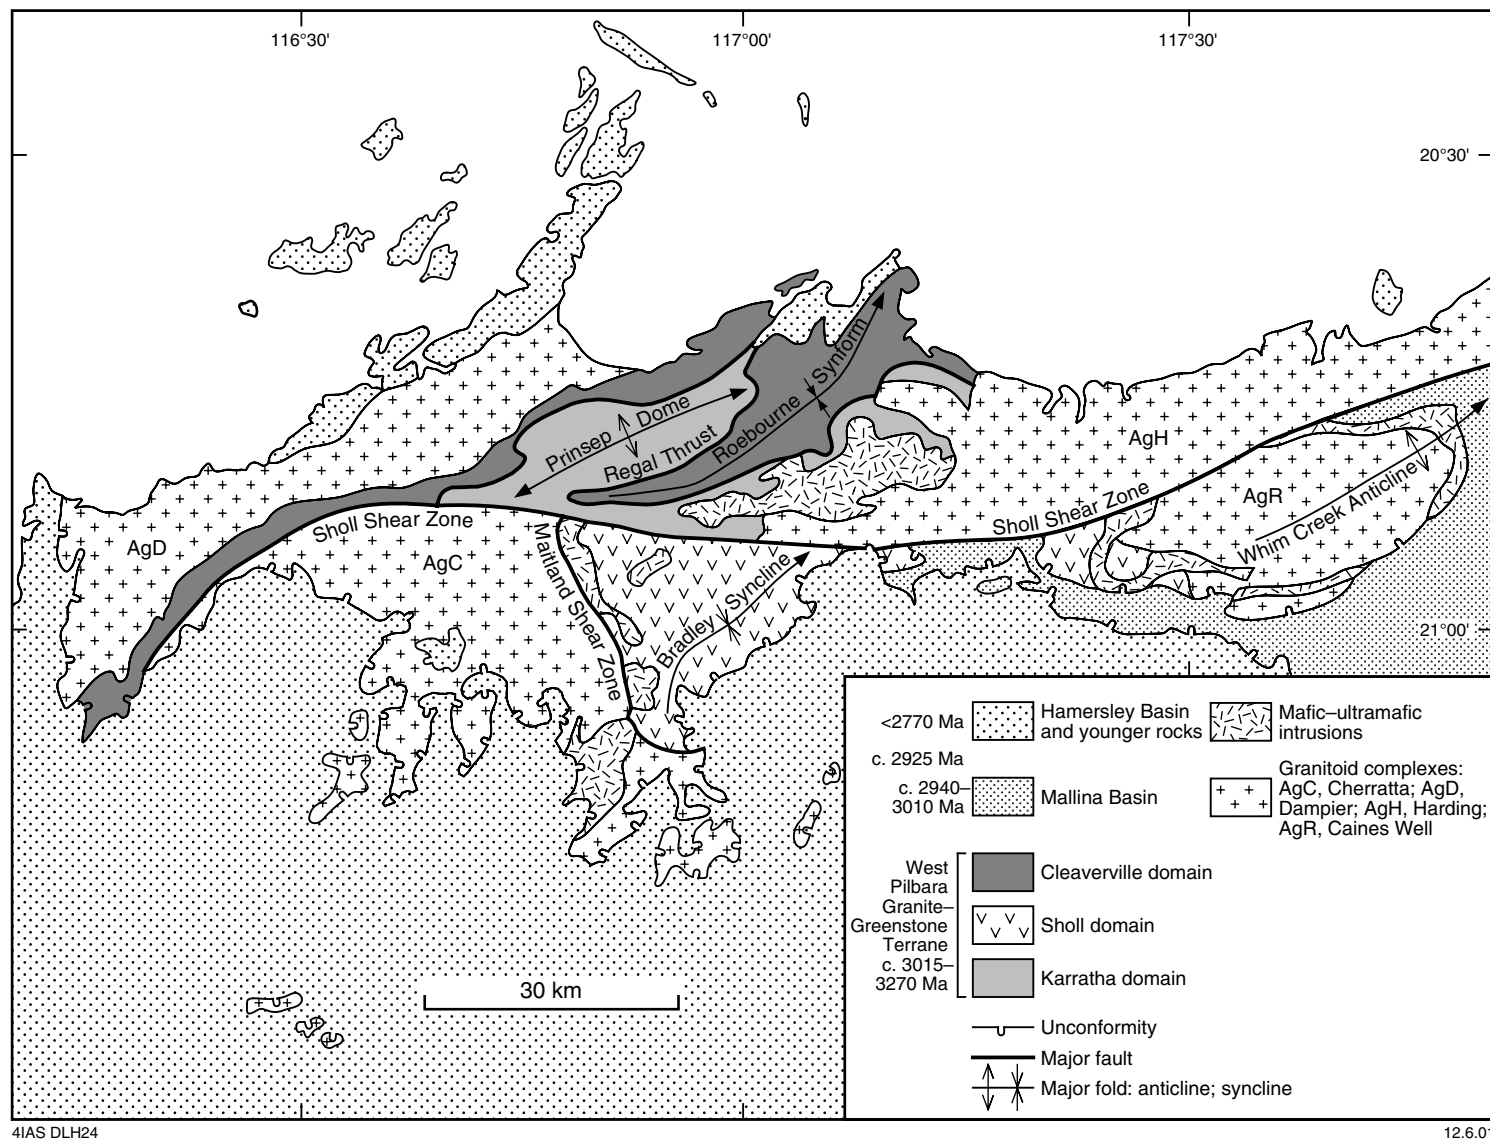 116°30'
117°00'
117°30'
20°30'
21°00'
Prinsep Dome
Regal Thrust
Roebourne Synform
AgH
AgR
Whim Creek Anticline
Sholl Shear Zone
Sholl Shear Zone
AgD
AgC
Maitland Shear Zone
Bradley Syncline
30 km
<2770 Ma
Hamersley Basin
and younger rocks
c. 2925 Ma
c. 2940–
3010 Ma
Mallina Basin
Mafic–ultramafic
intrusions
Granitoid complexes:
AgC, Cherratta; AgD,
Dampier; AgH, Harding;
AgR, Caines Well
West
Pilbara
Granite–
Greenstone
Terrane
c. 3015–
3270 Ma
Cleaverville domain
Sholl domain
Karratha domain
Unconformity
Major fault
Major fold: anticline; syncline
4IAS DLH24
12.6.01